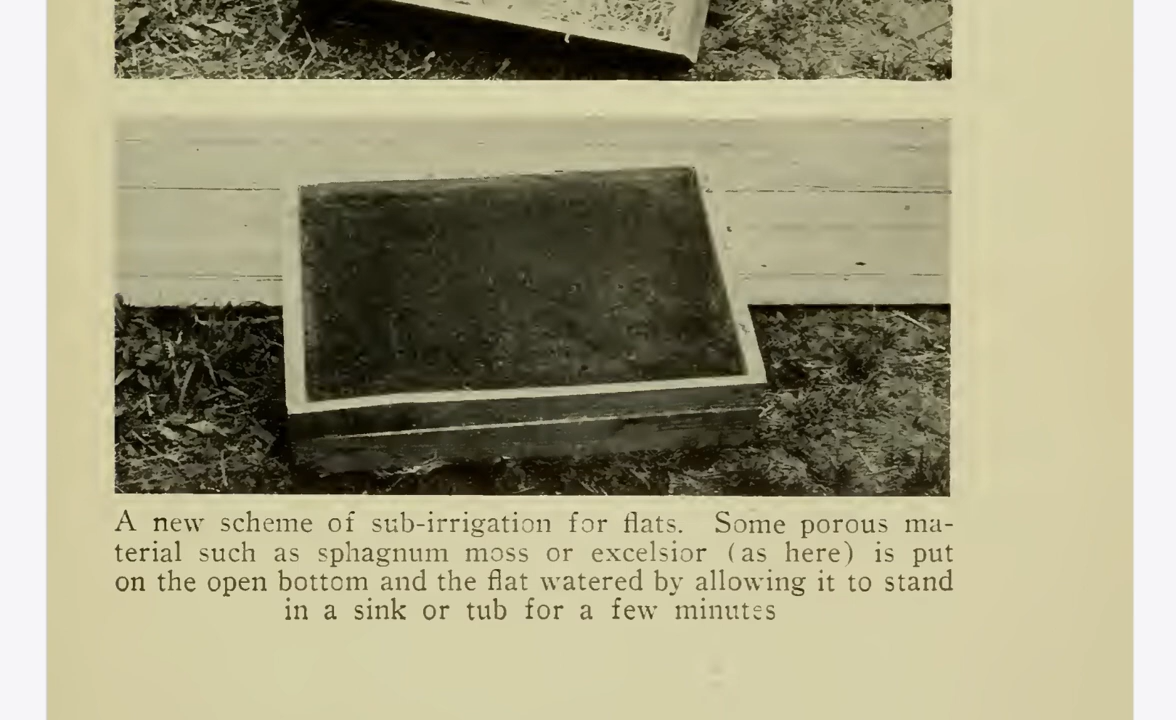 A new scheme of sub-irrigation for flats. Some porous ma-
terial such as sphagnum moss or excelsior (as here) is put
on the open bottom and the flat watered by allowing it to stand
in a sink or tub for a few minutes